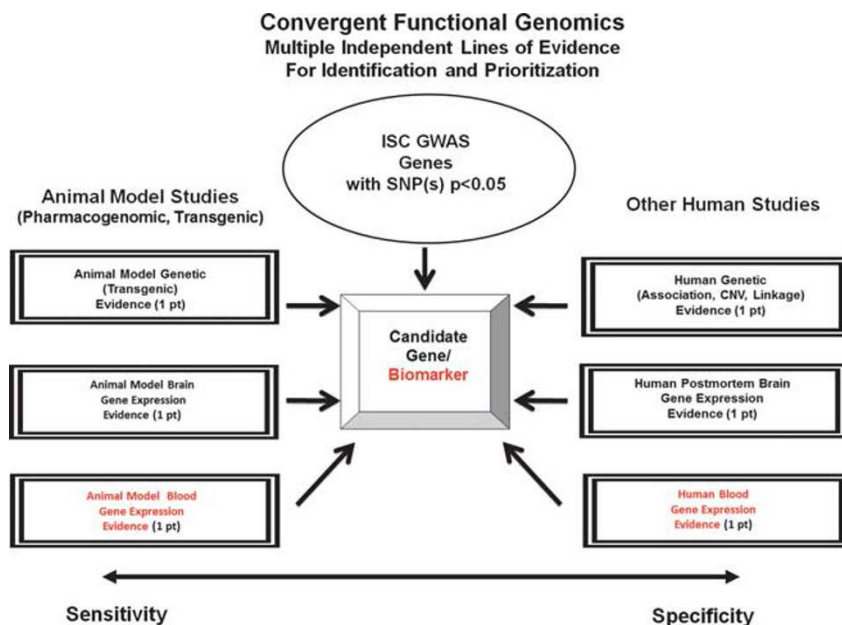 Convergent Functional Genomics
Multiple Independent Lines of Evidence
For Identification and Prioritization
ISC GWAS
Genes
with SNP(s) p<0.05
Animal Model Studies
(Pharmacogenomic, Transgenic)
Other Human Studies
Animal Model Genetic
(Transgenic)
Evidence (1 pt)
Human Genetic
(Association, CNV, Linkage)
Evidence (1 pt)
Candidate
Gene/
Biomarker
Animal Model Brain
Gene Expression
Evidence (1 pt)
Human Postmortem Brain
Gene Expression
Evidence (1 pt)
Animal Model Blood
Gene Expression
Evidence (1 pt)
Human Blood
Gene Expression
Evidence (1 pt)
Sensitivity
Specificity